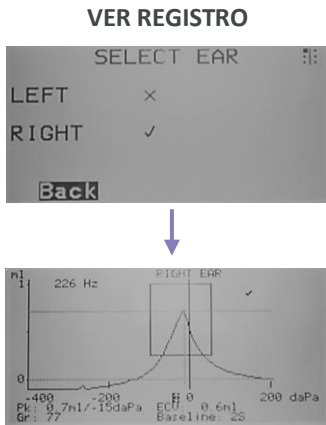 VER REGISTRO
SELECT EAR
LEFT ×
RIGHT ✓
Back
ml RIGHT EAR
1 226 Hz ✓
0
-400 -200 0 200 daPa
Pk: 0.7ml/-15daPa ECV: 0.6ml
Gr: 77 Baseline: 2S